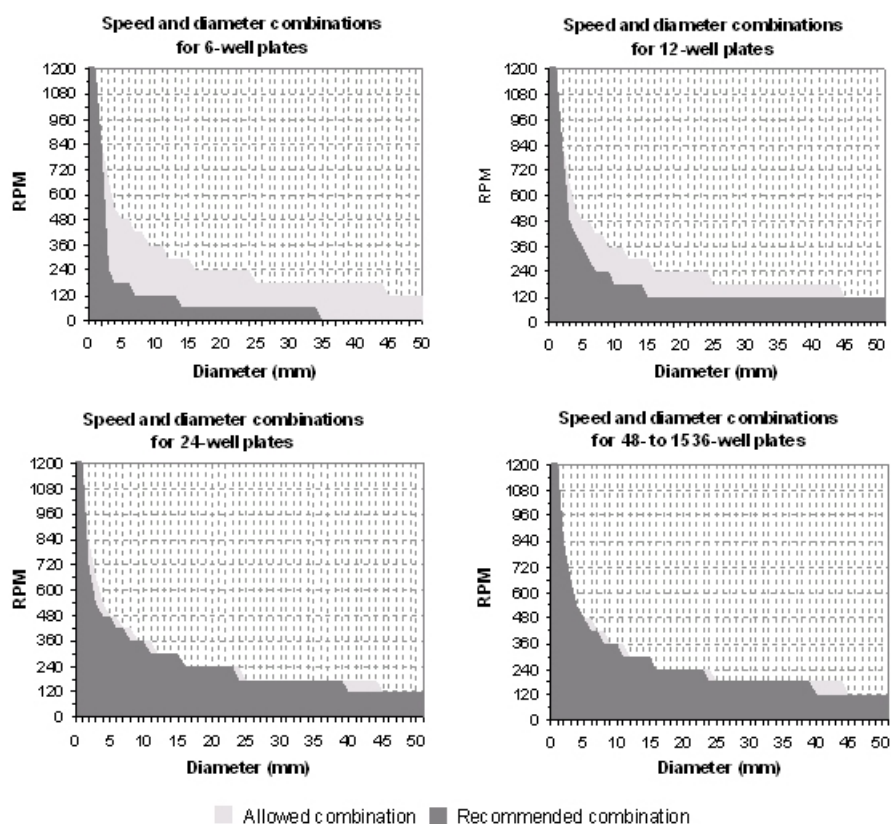 Speed and diameter combinations
for 6-well plates
1200
1080
960
840
720
600
480
360
240
120
0
RPM
0 5 10 15 20 25 30 35 40 45 50
Diameter (mm)
Speed and diameter combinations
for 12-well plates
1200
1080
960
840
720
600
480
360
240
120
0
RPM
0 5 10 15 20 25 30 35 40 45 50
Diameter (mm)
Speed and diameter combinations
for 24-well plates
1200
1080
960
840
720
600
480
360
240
120
0
RPM
0 5 10 15 20 25 30 35 40 45 50
Diameter (mm)
Speed and diameter combinations
for 48- to 1536-well plates
1200
1080
960
840
720
600
480
360
240
120
0
RPM
0 5 10 15 20 25 30 35 40 45 50
Diameter (mm)
Allowed combination Recommended combination